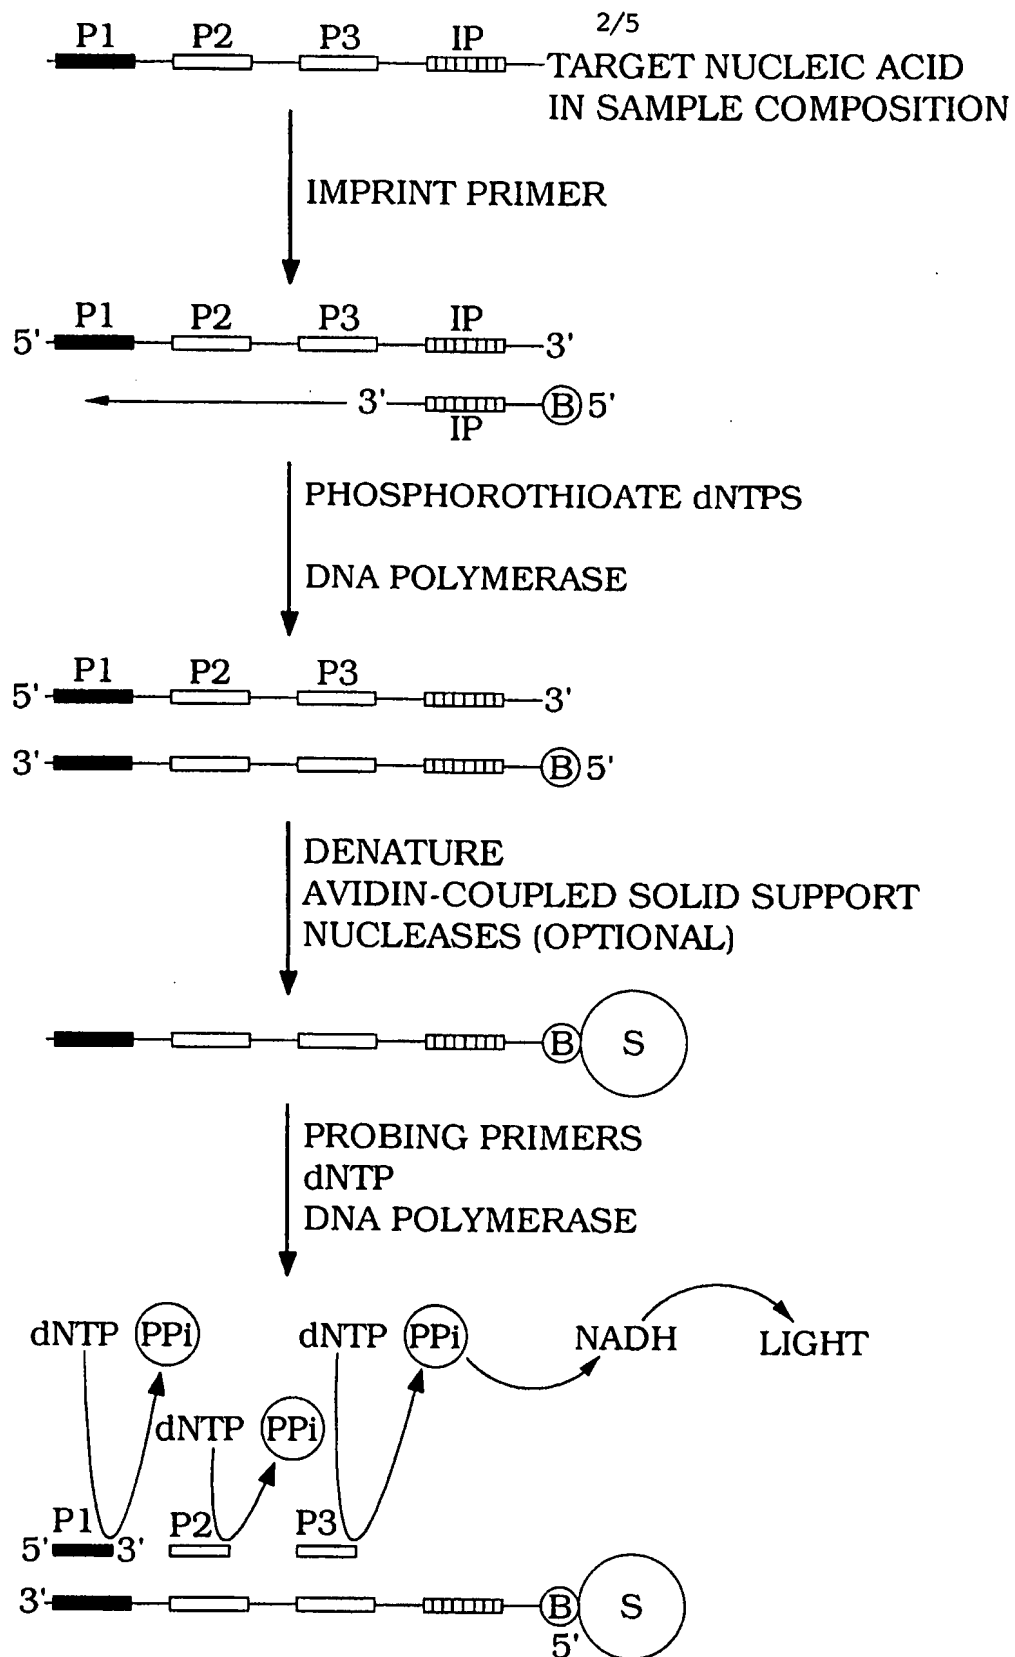 2/5
P1 P2 P3 IP
TARGET NUCLEIC ACID
IN SAMPLE COMPOSITION
IMPRINT PRIMER
P1 P2 P3 IP
5' 3'
3' B 5'
IP
PHOSPHOROTHIOATE dNTPS
DNA POLYMERASE
P1 P2 P3
5' 3'
3' B 5'
DENATURE
AVIDIN-COUPLED SOLID SUPPORT
NUCLEASES (OPTIONAL)
B S
PROBING PRIMERS
dNTP
DNA POLYMERASE
dNTP PPi dNTP PPi NADH LIGHT
dNTP PPi
P1 P2 P3
5' 3'
3' B S
5'